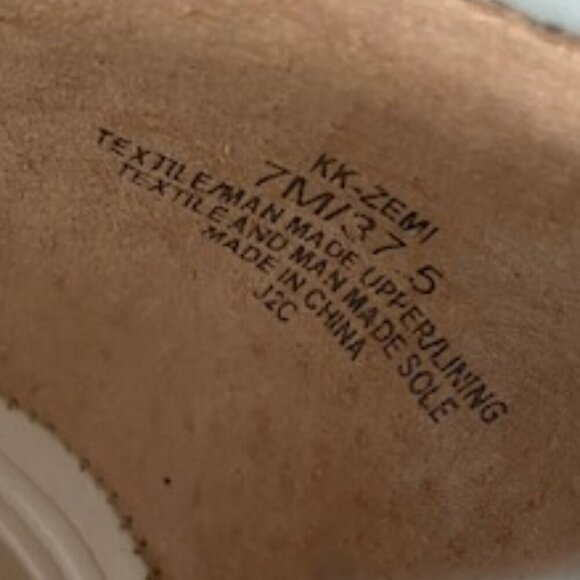 KK-ZEMI
7M/37.5
TEXTILE/MAN MADE UPPER/LINING
TEXTILE AND MAN MADE SOLE
MADE IN CHINA
J2C